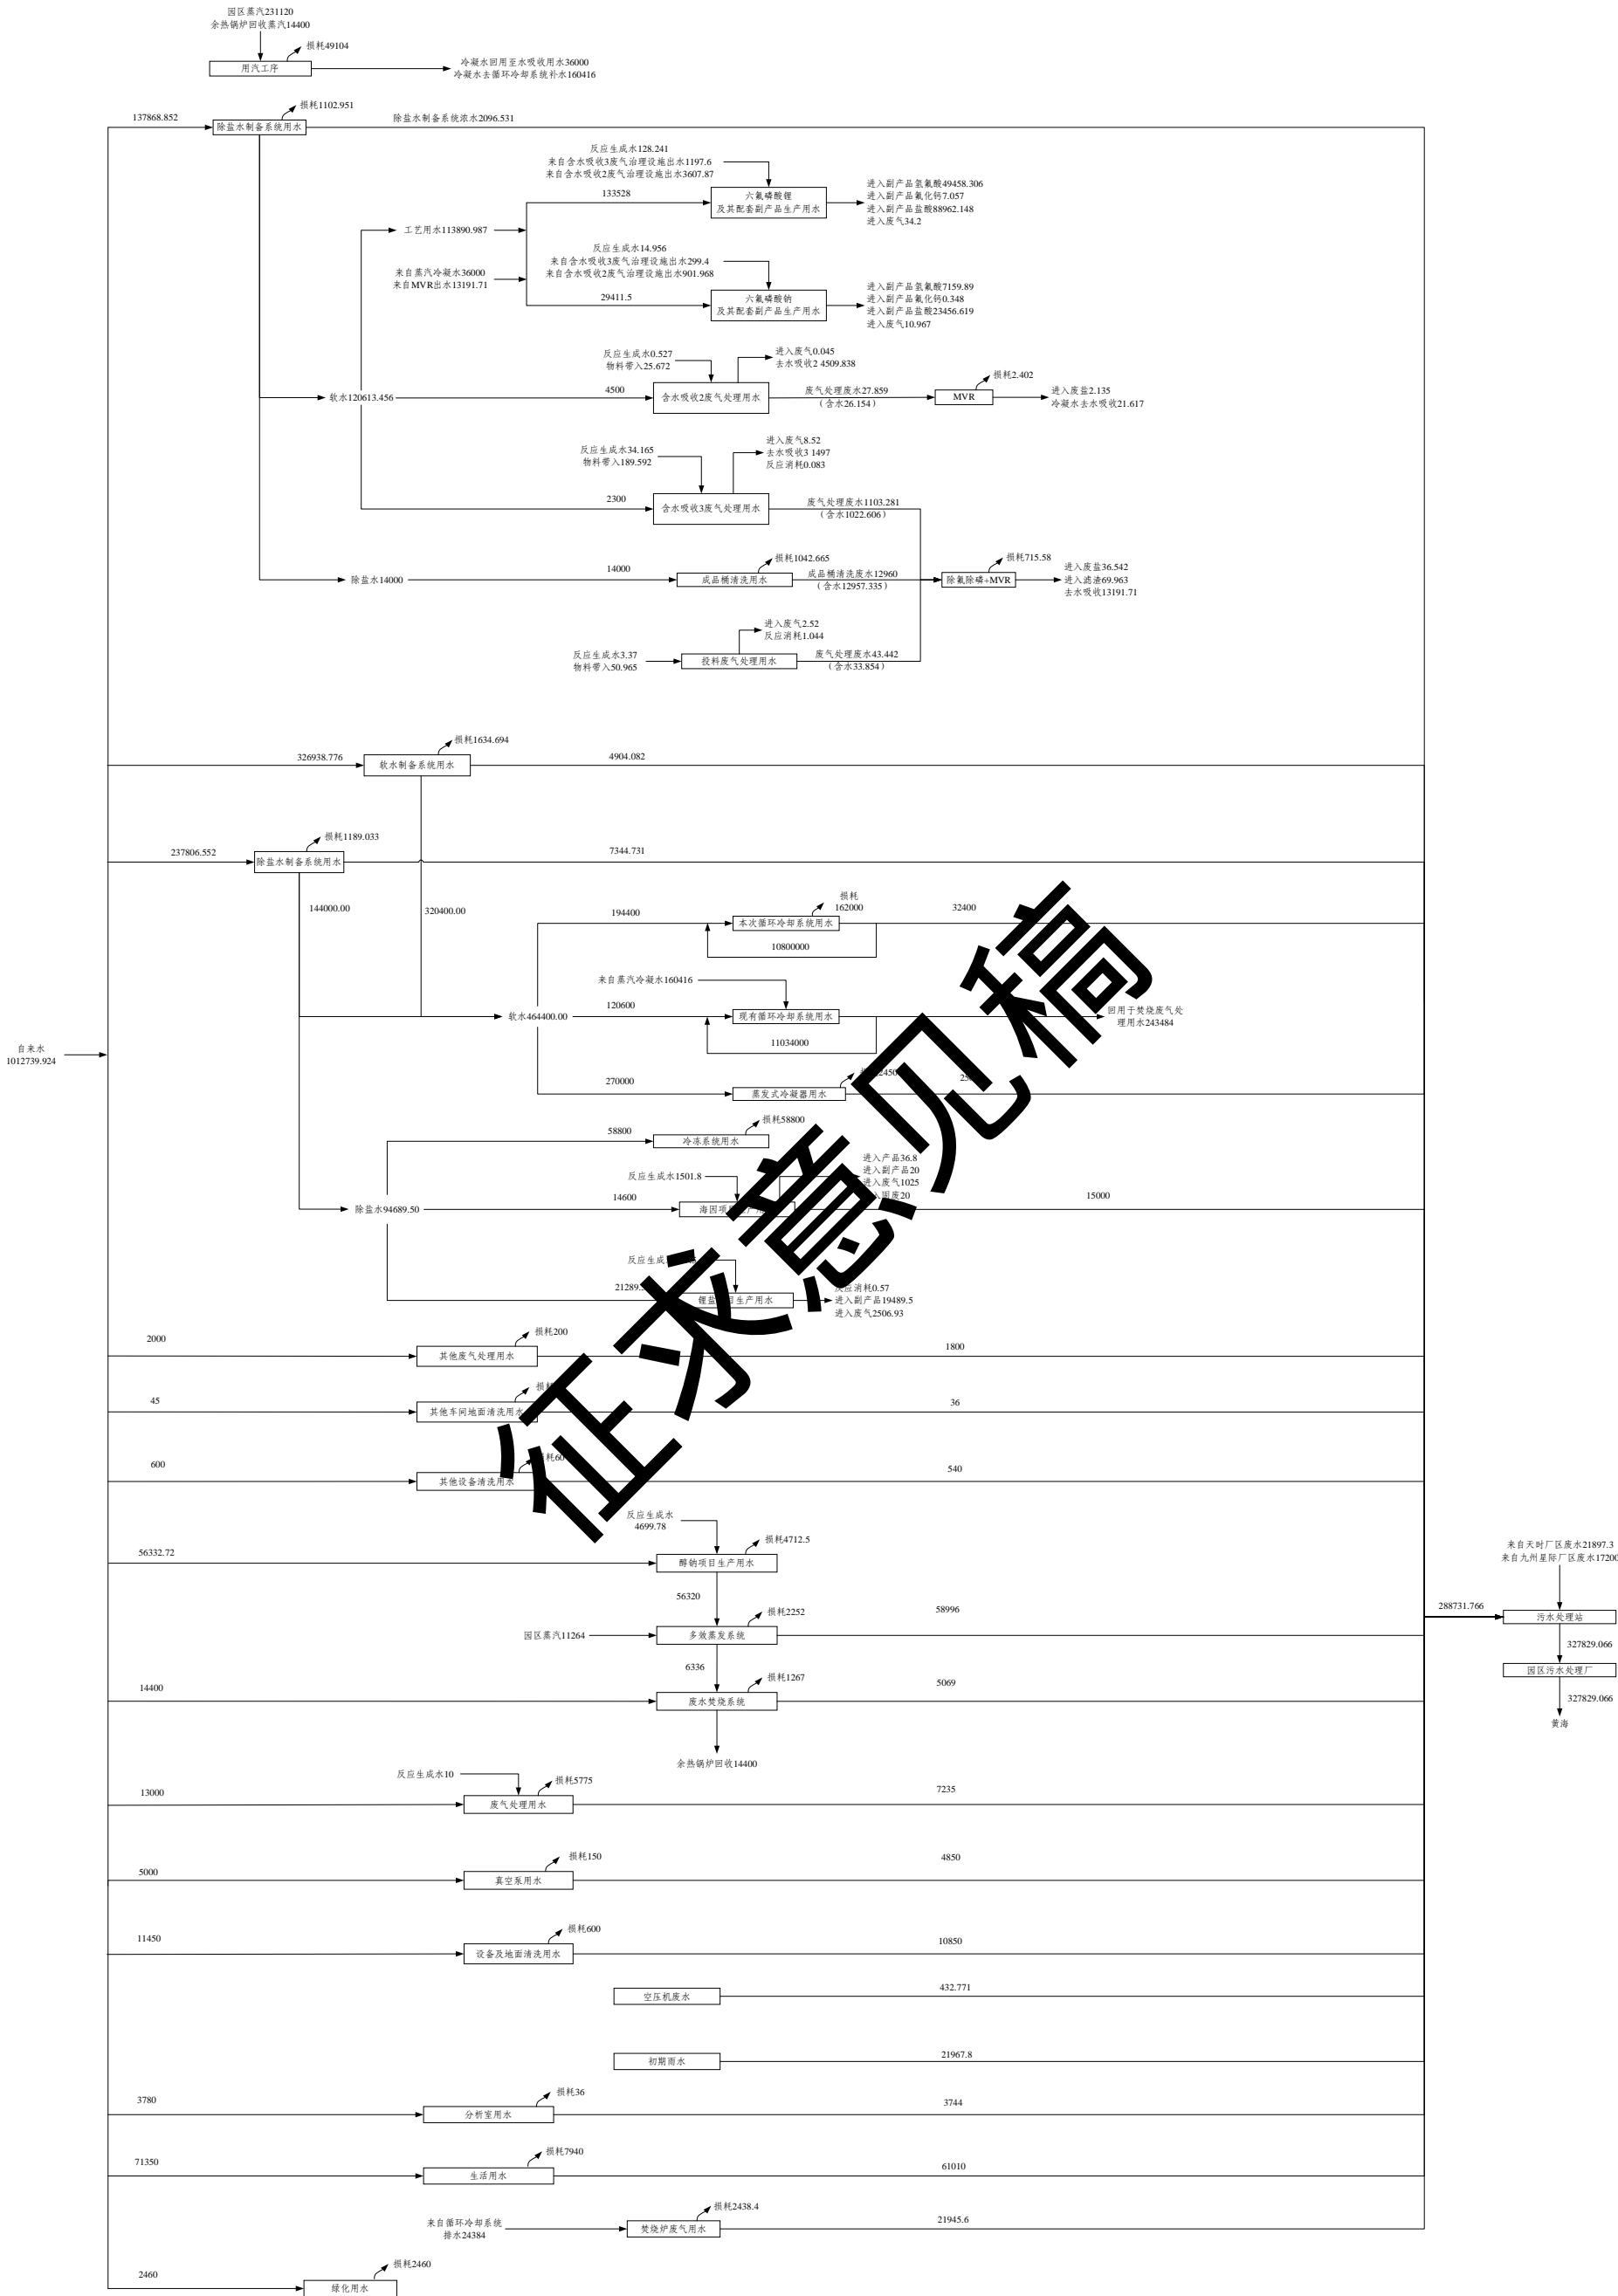 园区蒸汽231120
余热锅炉回收蒸汽14400
损耗49104
用汽工序
冷凝水回用至水吸收用水36000
冷凝水去循环冷却系统补水160416
损耗1102.951
137868.852
除盐水制备系统浓水2096.531
除盐水制备系统用水
反应生成水128.241
来自含水吸收3废气治理设施出水1197.6
来自含水吸收2废气治理设施出水3607.87
133528
六氟磷酸锂
及其配套副产品生产用水
进入副产品氢氟酸49458.306
进入副产品氟化钙7.057
进入副产品盐酸88962.148
进入废气34.2
工艺用水113890.987
反应生成水14.956
来自含水吸收3废气治理设施出水299.4
来自含水吸收2废气治理设施出水901.968
来自蒸汽冷凝水36000
来自MVR出水13191.71
29411.5
六氟磷酸钠
及其配套副产品生产用水
进入副产品氢氟酸7159.89
进入副产品氟化钙0.348
进入副产品盐酸23456.619
进入废气10.967
反应生成水0.527
物料带入25.672
进入废气0.045
去水吸收2 4509.838
损耗2.402
软水120613.456
4500
含水吸收2废气处理用水
废气处理废水27.859
（含水26.154）
MVR
进入废盐2.135
冷凝水去水吸收21.617
反应生成水34.165
物料带入189.592
进入废气8.52
去水吸收3 1497
反应消耗0.083
2300
含水吸收3废气处理用水
废气处理废水1103.281
（含水1022.606）
损耗1042.665
损耗715.58
除盐水14000
14000
成品桶清洗用水
成品桶清洗废水12960
（含水12957.335）
除氟除磷+MVR
进入废盐36.542
进入滤渣69.963
去水吸收13191.71
进入废气2.52
反应消耗1.044
反应生成水3.37
物料带入50.965
投料废气处理用水
废气处理废水43.442
（含水33.854）
损耗1634.694
326938.776
软水制备系统用水
4904.082
损耗1189.033
237806.552
除盐水制备系统用水
7344.731
144000.00
320400.00
损耗
162000
194400
本次循环冷却系统用水
32400
10800000
来自蒸汽冷凝水160416
120600
软水464400.00
现有循环冷却系统用水
回用于焚烧废气处
理用水243484
11034000
自来水
1012739.924
270000
蒸发式冷凝器用水
损耗58800
58800
冷冻系统用水
反应生成水1501.8
进入产品36.8
进入副产品20
进入废气1025
14600
除盐水94689.50
15000
反应生成
21289.
反应消耗0.57
进入副产品19489.5
进入废气2506.93
2000
损耗200
其他废气处理用水
1800
45
其他车间地面清洗用水
36
600
其他设备清洗用水
540
征求意见稿
反应生成水
4699.78
损耗4712.5
56332.72
醇钠项目生产用水
56320
损耗2252
园区蒸汽11264
多效蒸发系统
58996
6336
损耗1267
14400
废水焚烧系统
5069
余热锅炉回收14400
来自天时厂区废水21897.3
来自九州星际厂区废水17200
288731.766
污水处理站
327829.066
园区污水处理厂
327829.066
黄海
反应生成水10
损耗5775
13000
废气处理用水
7235
损耗150
5000
真空泵用水
4850
损耗600
11450
设备及地面清洗用水
10850
空压机废水
432.771
初期雨水
21967.8
损耗36
3780
分析室用水
3744
损耗7940
71350
生活用水
61010
损耗2438.4
来自循环冷却系统
排水24384
焚烧炉废气用水
21945.6
损耗2460
2460
绿化用水